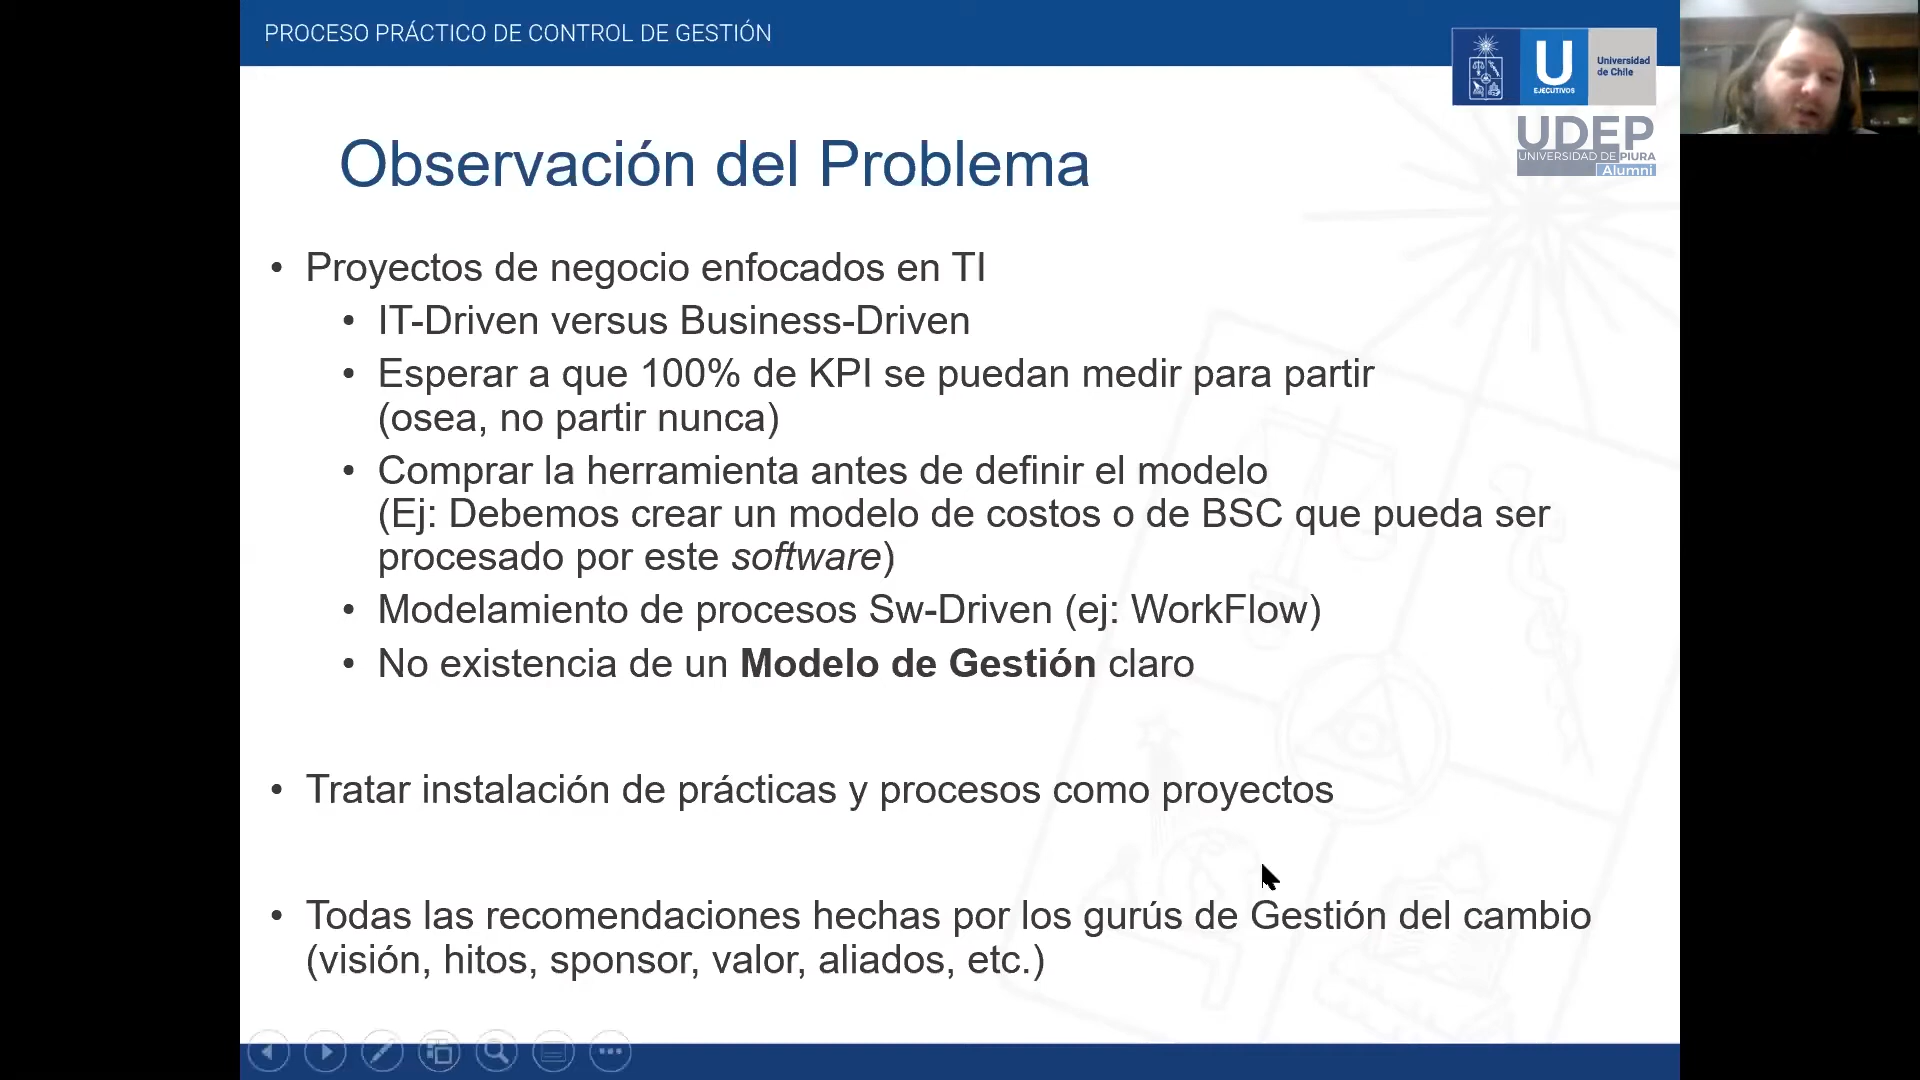 PROCESO PRÁCTICO DE CONTROL DE GESTIÓN
U
EJECUTIVOS
Universidad
de Chile
UDEP
UNIVERSIDAD DE PIURA
Alumni
Observación del Problema
• Proyectos de negocio enfocados en TI
• IT-Driven versus Business-Driven
• Esperar a que 100% de KPI se puedan medir para partir
(osea, no partir nunca)
• Comprar la herramienta antes de definir el modelo
(Ej: Debemos crear un modelo de costos o de BSC que pueda ser
procesado por este software)
• Modelamiento de procesos Sw-Driven (ej: WorkFlow)
• No existencia de un Modelo de Gestión claro
• Tratar instalación de prácticas y procesos como proyectos
• Todas las recomendaciones hechas por los gurús de Gestión del cambio
(visión, hitos, sponsor, valor, aliados, etc.)